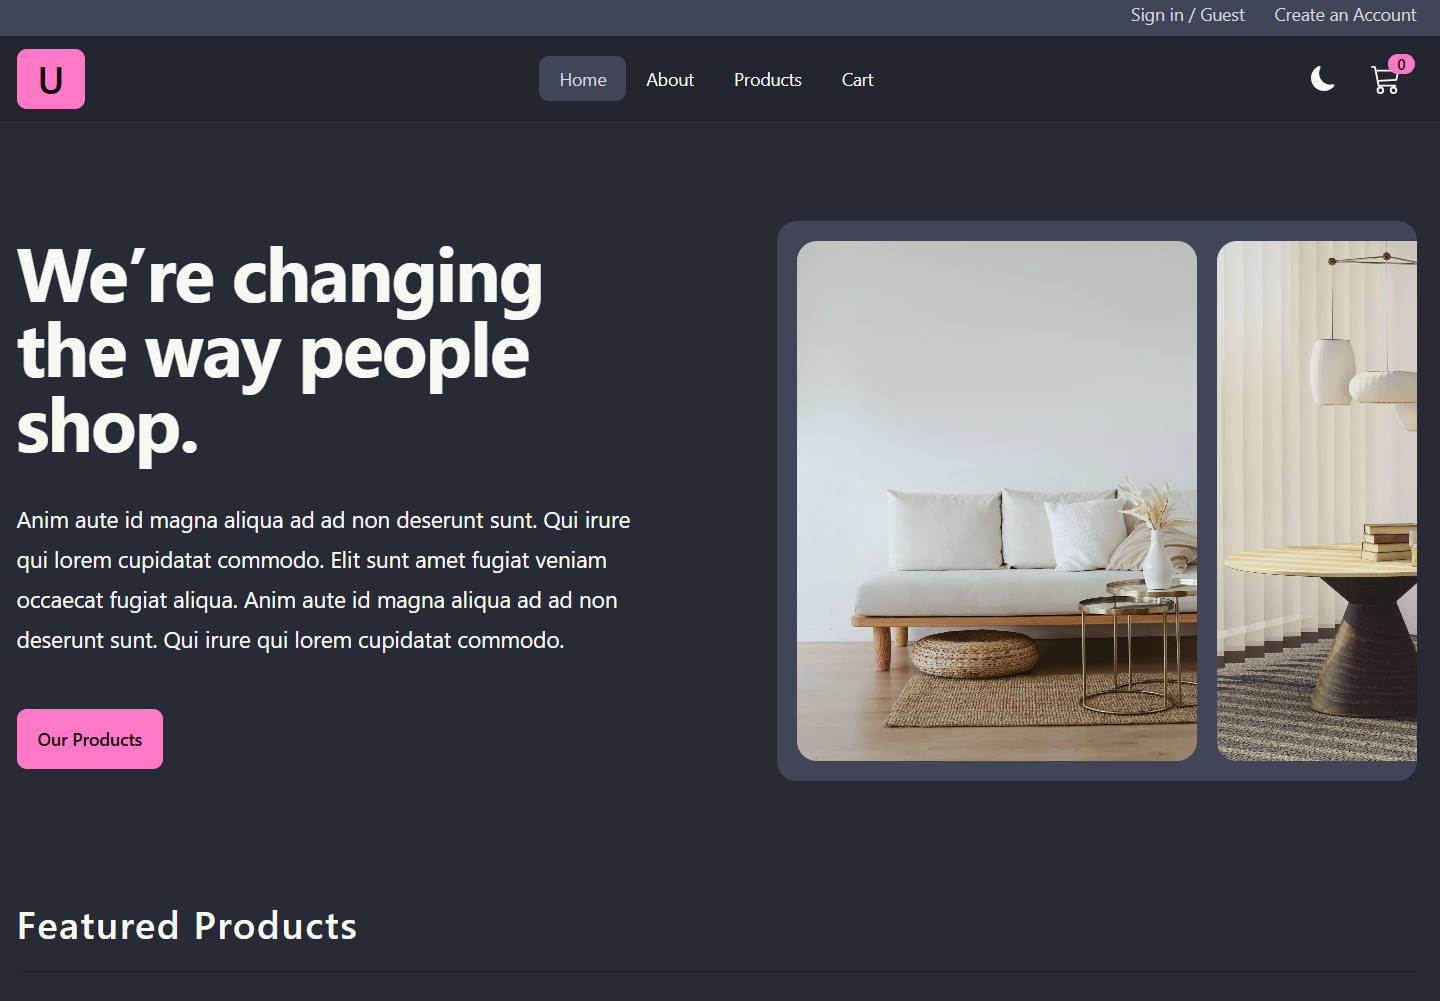 Sign in / Guest
Create an Account
U
Home
About
Products
Cart
0
We’re changing
the way people
shop.
Anim aute id magna aliqua ad ad non deserunt sunt. Qui irure
qui lorem cupidatat commodo. Elit sunt amet fugiat veniam
occaecat fugiat aliqua. Anim aute id magna aliqua ad ad non
deserunt sunt. Qui irure qui lorem cupidatat commodo.
Our Products
Featured Products